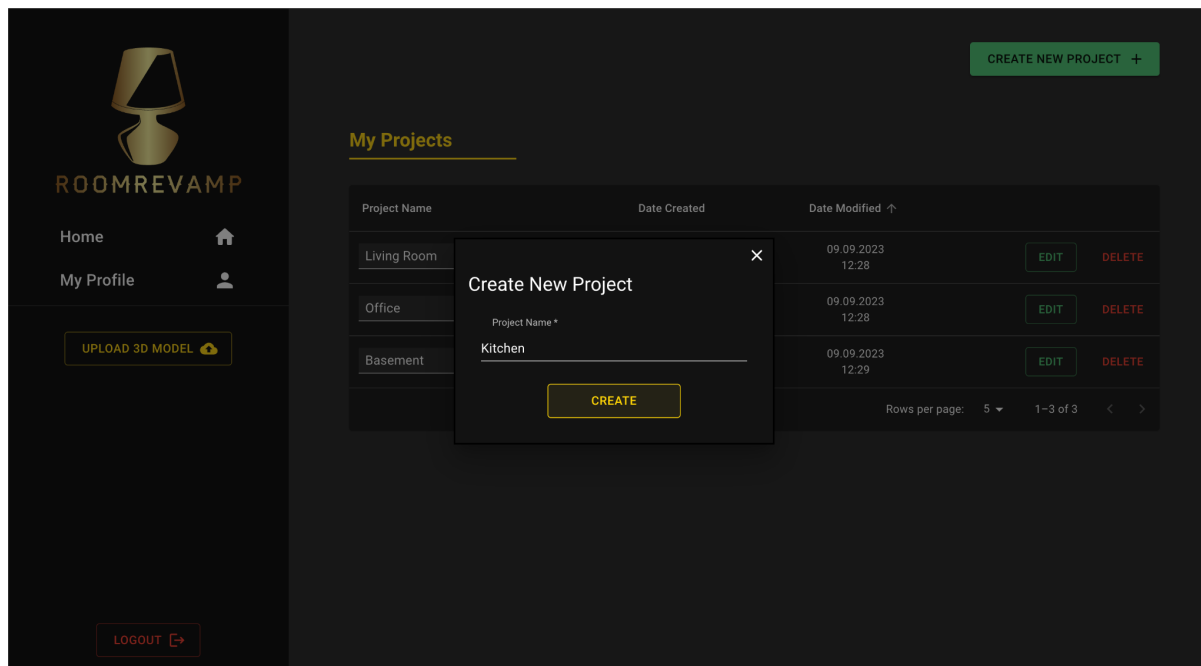 CREATE NEW PROJECT +
ROOMREVAMP
Home
My Profile
UPLOAD 3D MODEL
LOGOUT
My Projects
Project Name Date Created Date Modified ↑
Living Room 09.09.2023 EDIT DELETE
12:28
Office 09.09.2023 EDIT DELETE
12:28
Basement 09.09.2023 EDIT DELETE
12:29
Rows per page: 5 1–3 of 3
Create New Project
Project Name *
Kitchen
CREATE